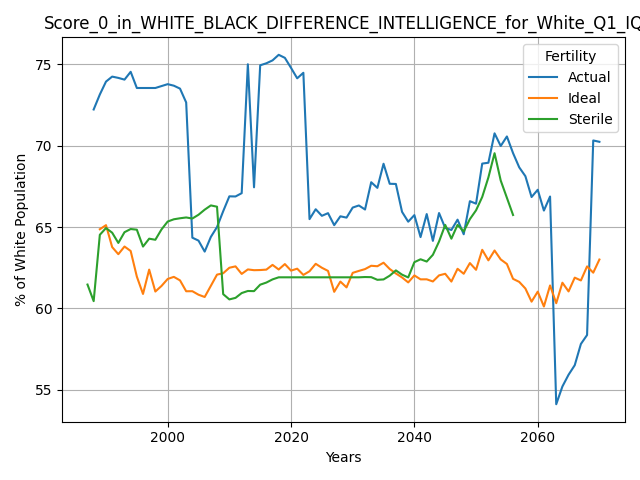 Score_0_in_WHITE_BLACK_DIFFERENCE_INTELLIGENCE_for_White_Q1_IQ
Fertility
Actual
Ideal
Sterile
% of White Population
75
70
65
60
55
2000
2020
2040
2060
Years